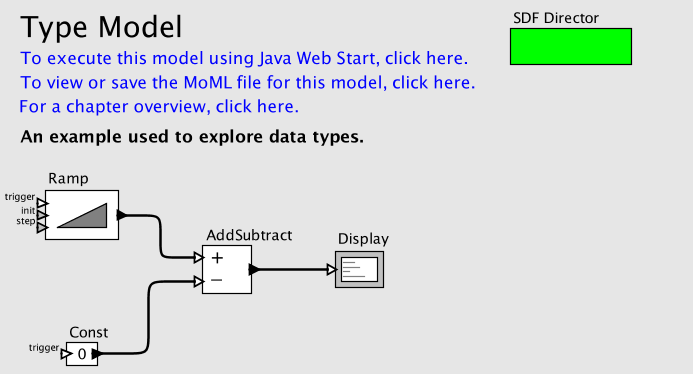 Type Model
SDF Director
To execute this model using Java Web Start, click here.
To view or save the MoML file for this model, click here.
For a chapter overview, click here.
An example used to explore data types.
Ramp
trigger
init
step
AddSubtract
+
−
Display
Const
trigger
0